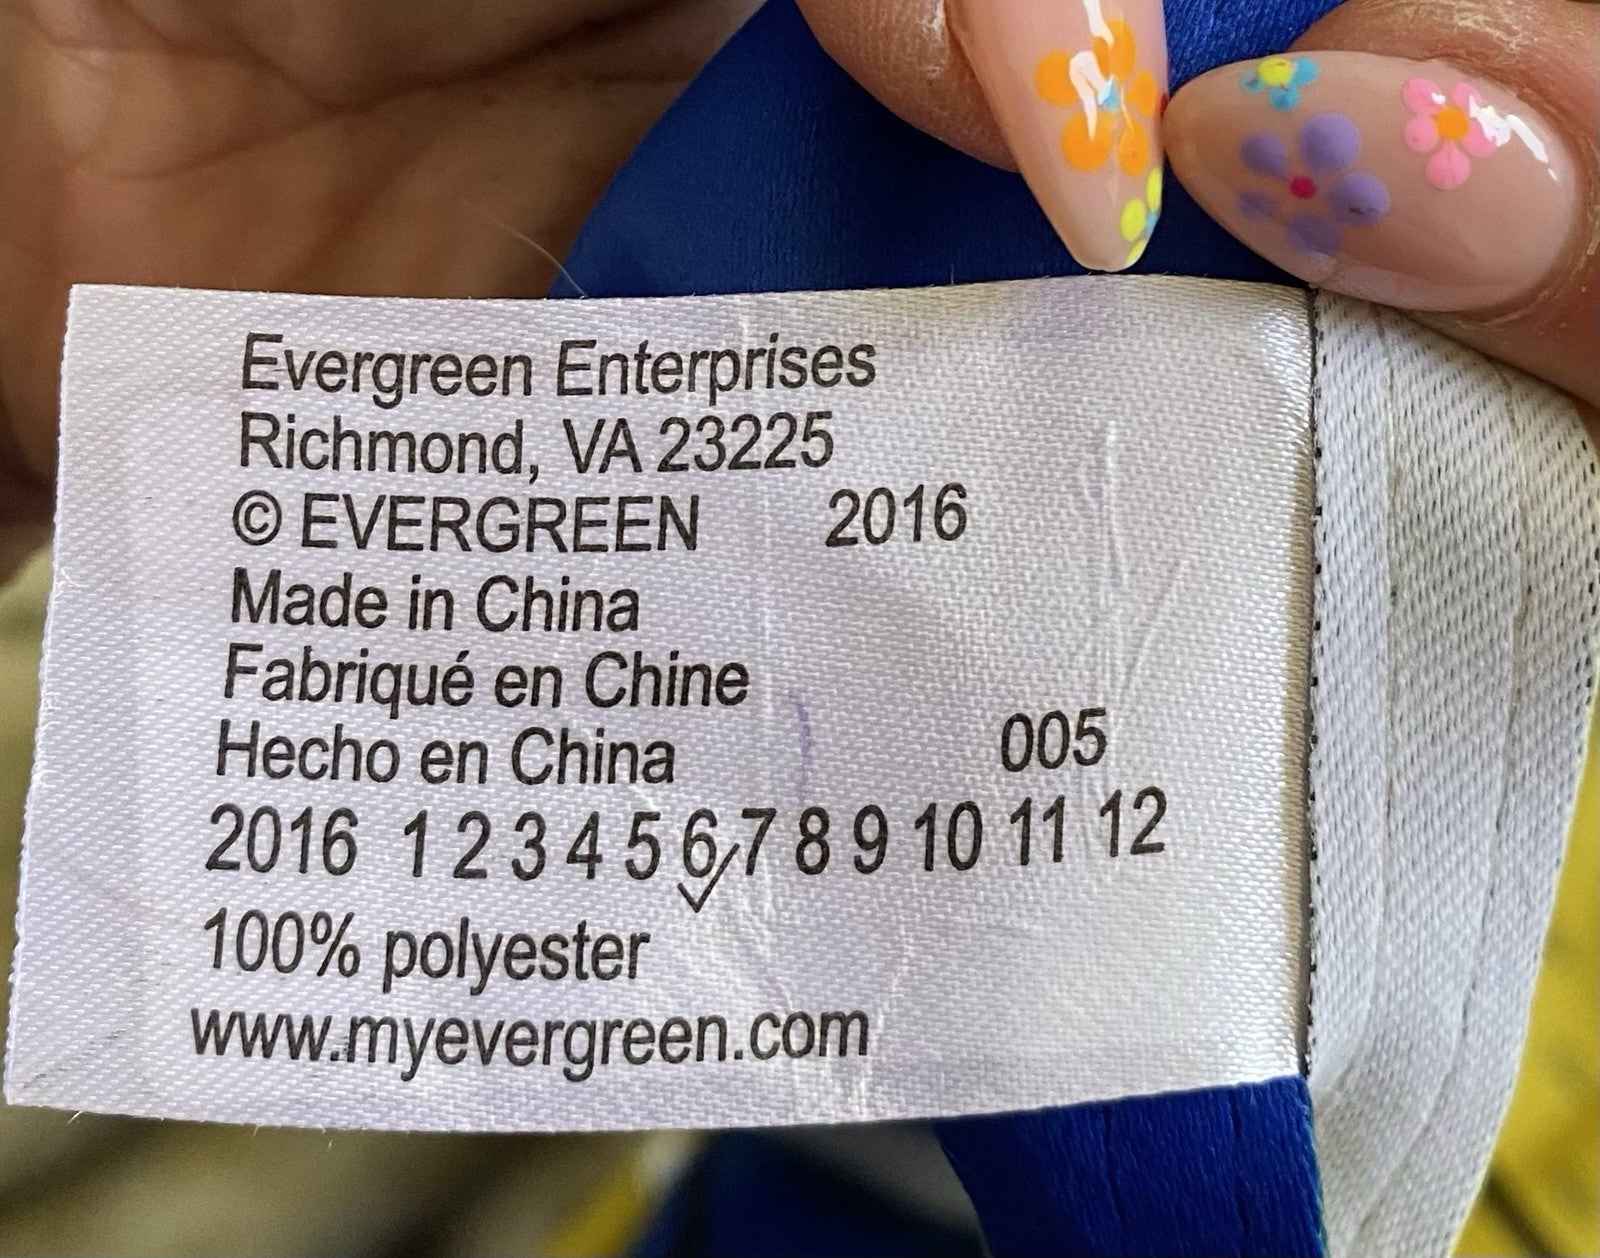 Evergreen Enterprises
Richmond, VA 23225
© EVERGREEN 2016
Made in China
Fabriqué en Chine
Hecho en China 005
2016 1 2 3 4 5 6 7 8 9 10 11 12
100% polyester
www.myevergreen.com